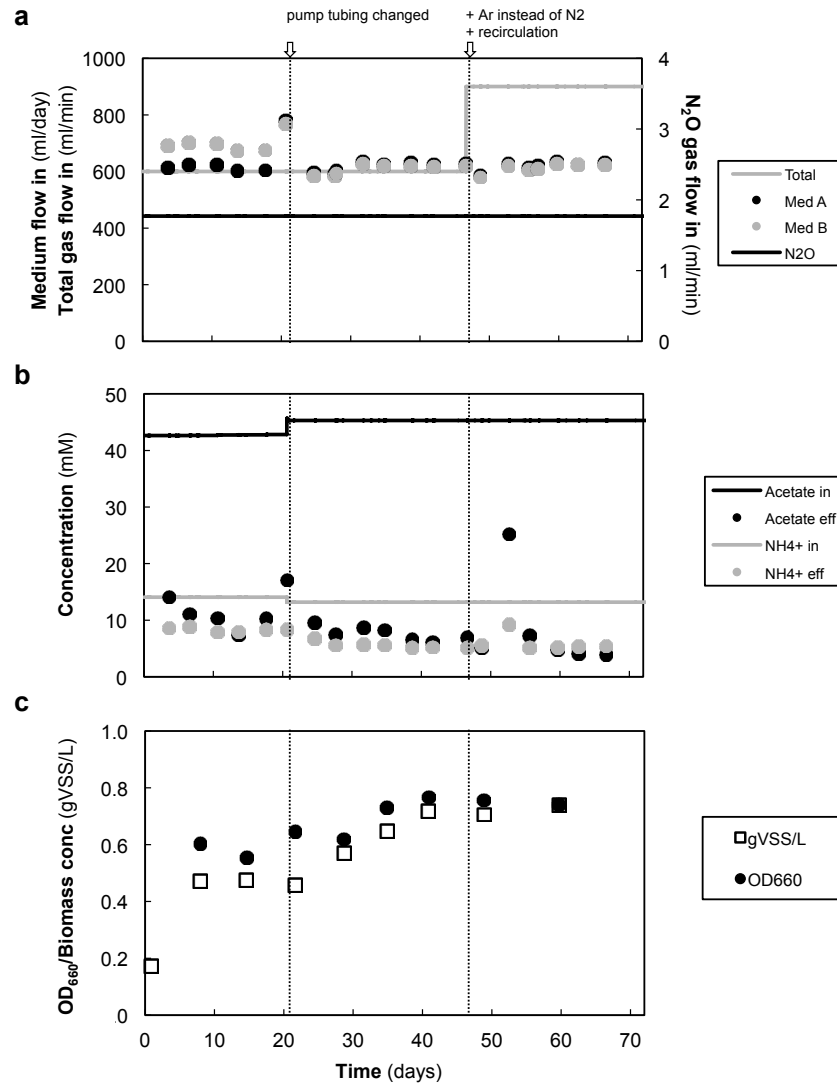 pump tubing changed
+ Ar instead of N2
+ recirculation
a
Medium flow in (ml/day)
Total gas flow in (ml/min)
1000
800
600
400
200
0
4
3
2
1
0
N₂O gas flow in (ml/min)
Total
Med A
Med B
N2O
b
Concentration (mM)
50
40
30
20
10
0
Acetate in
Acetate eff
NH4+ in
NH4+ eff
c
OD₆₆₀/Biomass conc (gVSS/L)
1.0
0.8
0.6
0.4
0.2
.0
0 10 20 30 40 50 60 70
Time (days)
gVSS/L
OD660